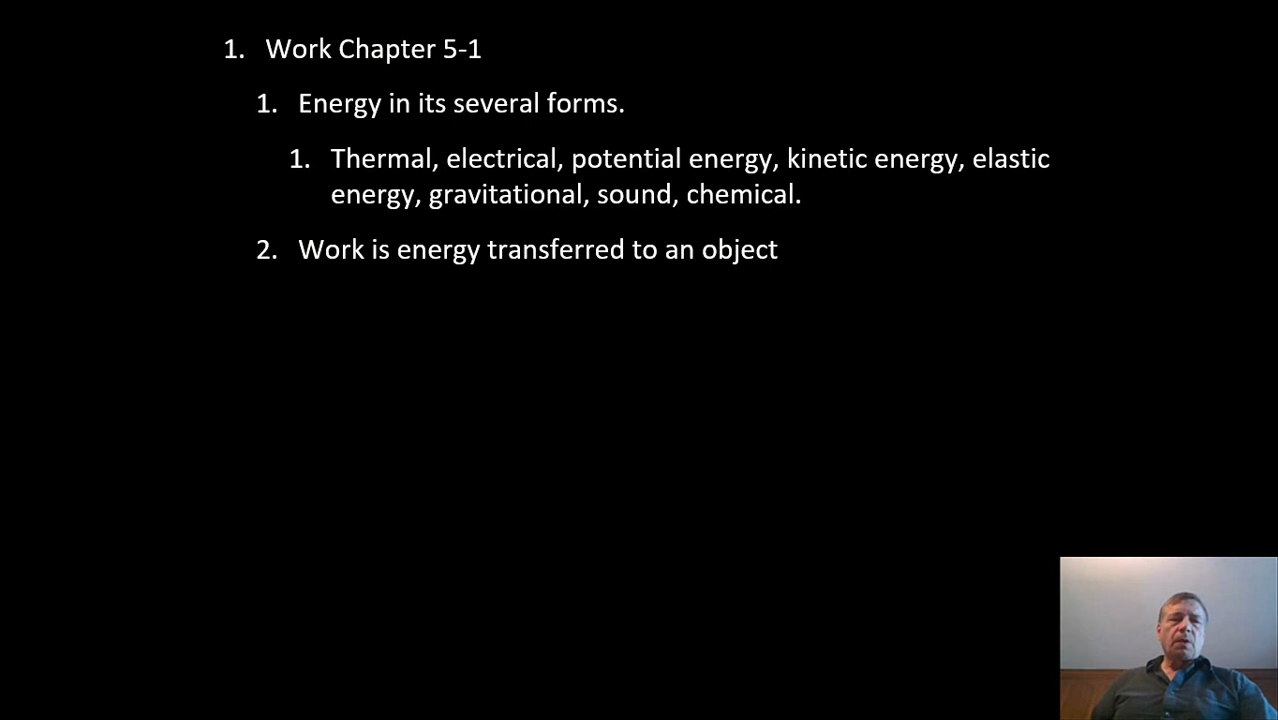 1. Work Chapter 5-1
1. Energy in its several forms.
1. Thermal, electrical, potential energy, kinetic energy, elastic
energy, gravitational, sound, chemical.
2. Work is energy transferred to an object